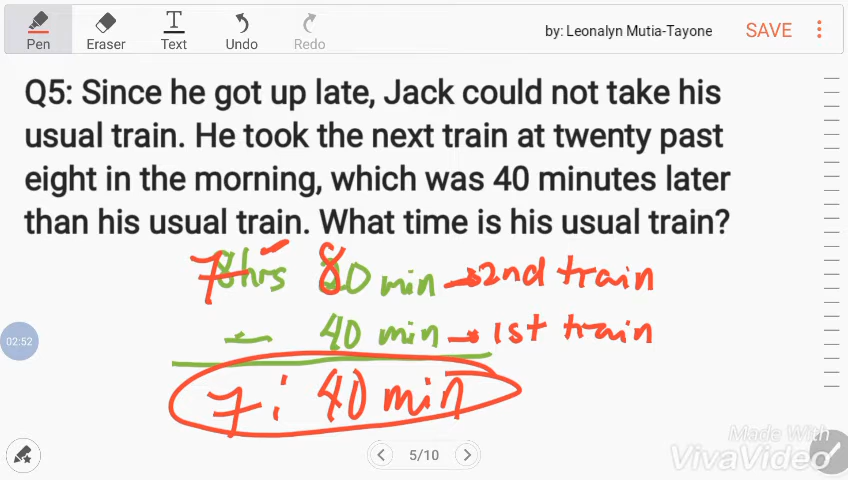 Pen Eraser Text Undo Redo by: Leonalyn Mutia-Tayone SAVE
Q5: Since he got up late, Jack could not take his
usual train. He took the next train at twenty past
eight in the morning, which was 40 minutes later
than his usual train. What time is his usual train?
7 8hrs 80 min → 2nd train
- 40 min → 1st train
02:52
7: 40 min
5/10
Made With
VivaVideo